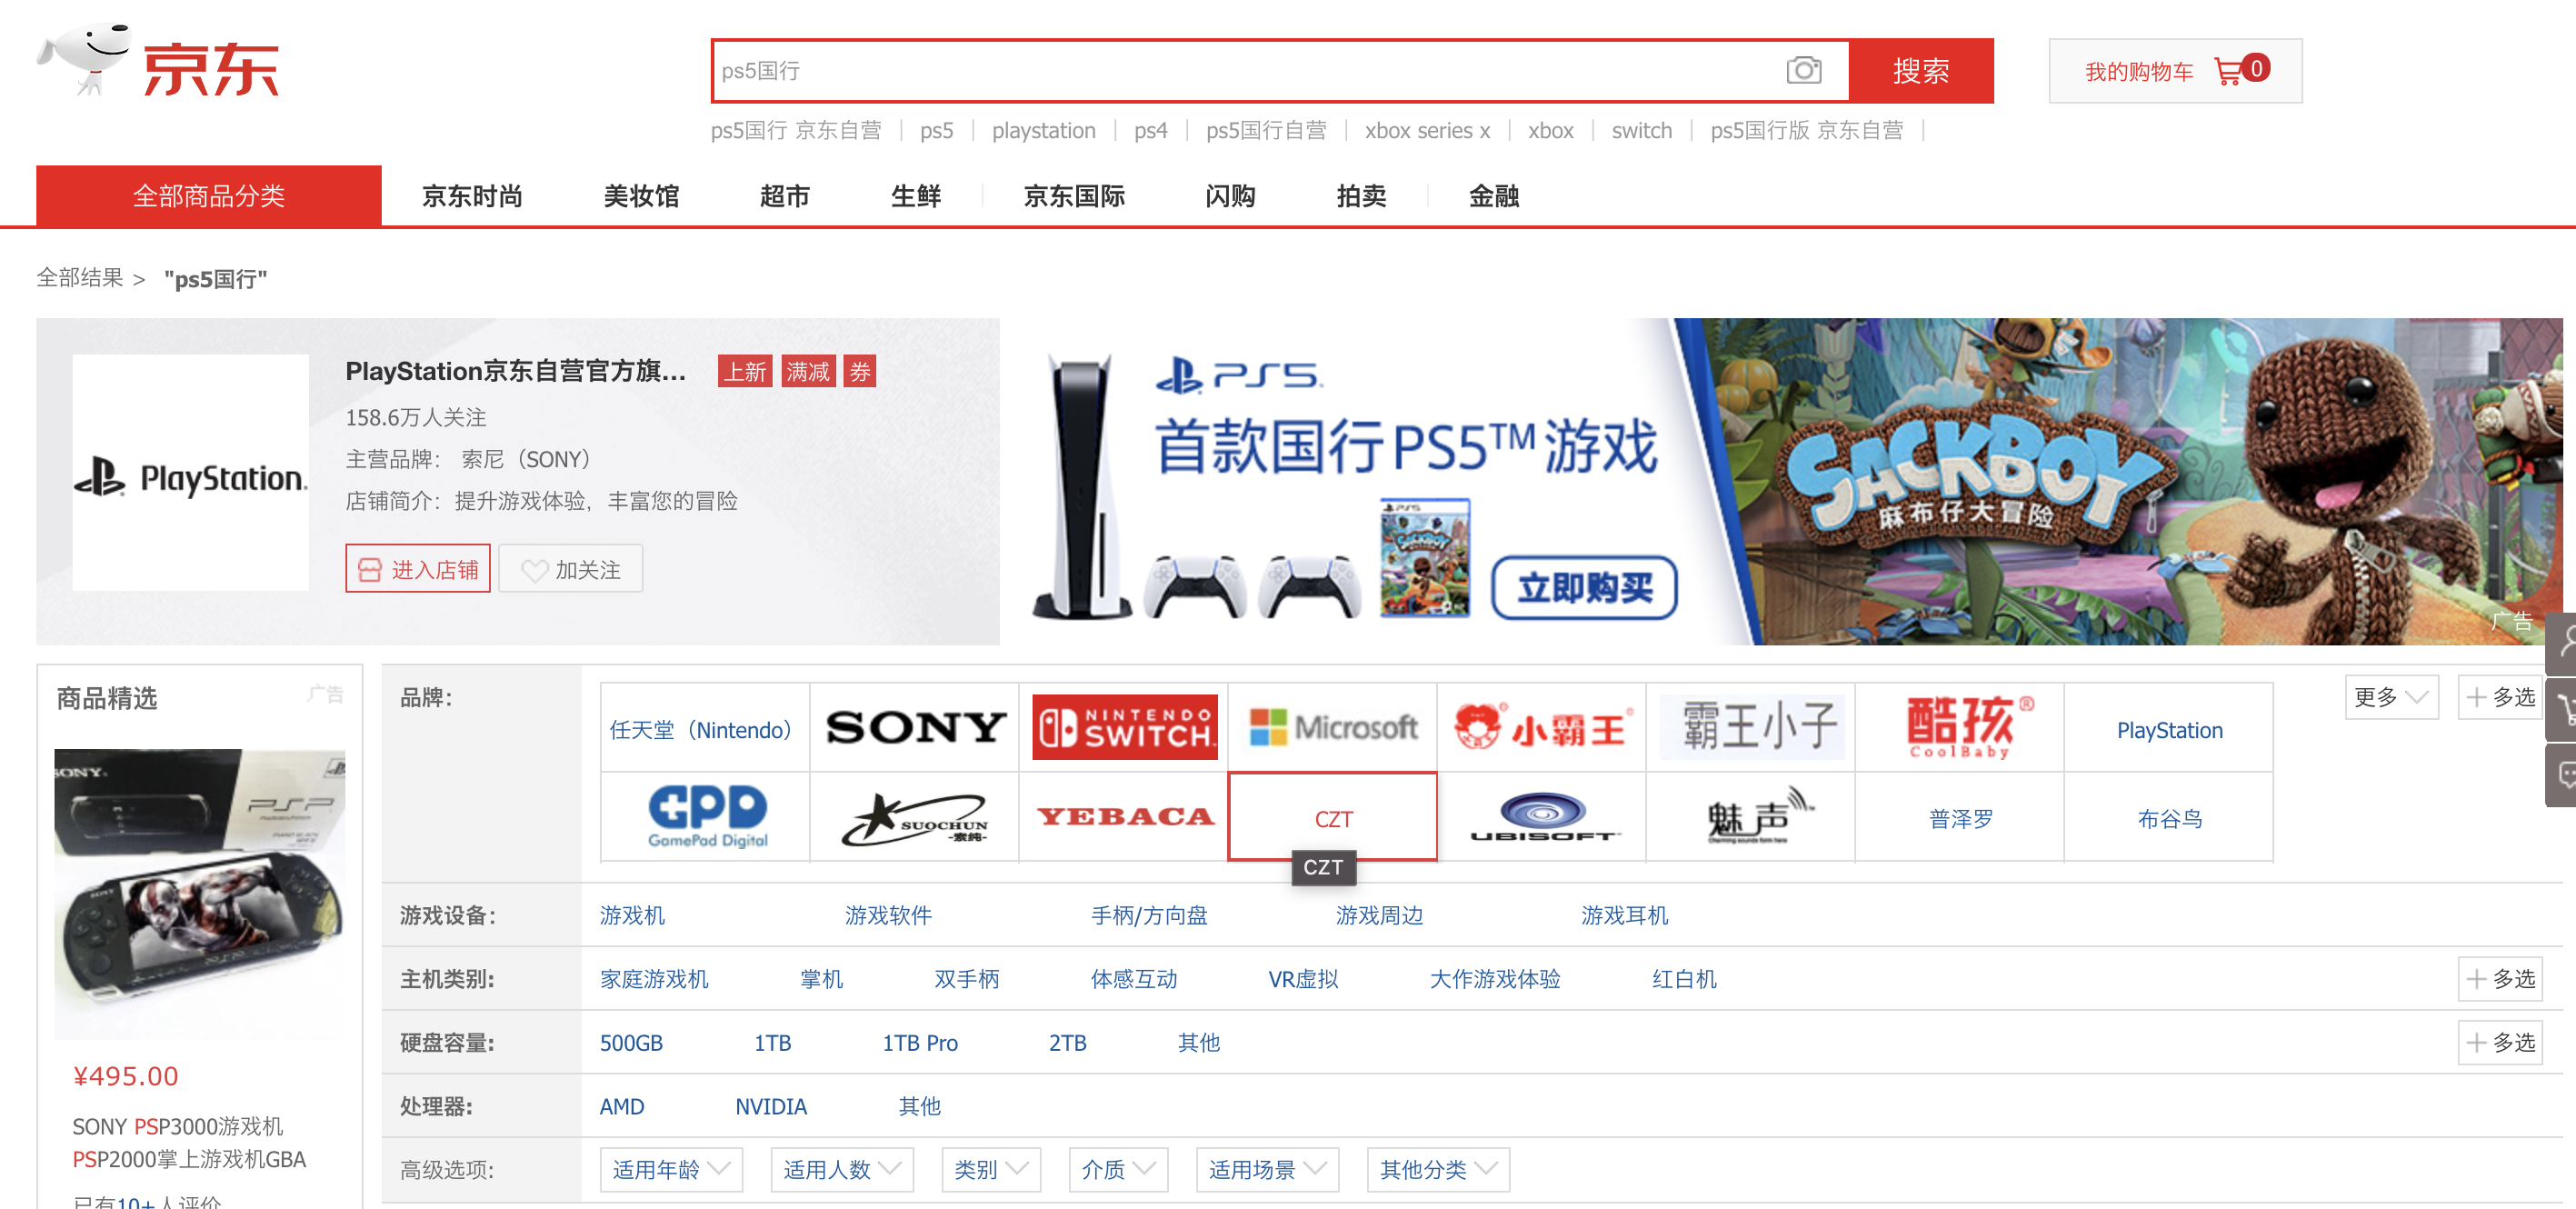 京东
ps5国行
搜索
我的购物车 0
ps5国行 京东自营 | ps5 | playstation | ps4 | ps5国行自营 | xbox series x | xbox | switch | ps5国行版 京东自营 |
全部商品分类 京东时尚 美妆馆 超市 生鲜 京东国际 闪购 拍卖 金融
全部结果 > "ps5国行"
PlayStation.
PlayStation京东自营官方旗... 上新 满减 券
158.6万人关注
主营品牌： 索尼（SONY）
店铺简介：提升游戏体验，丰富您的冒险
进入店铺 加关注
PS5
首款国行PS5™游戏
PS5
SACKBOY
立即购买
SACKBOY
麻布仔大冒险
广告
商品精选 广告
SONY
PSP
SONY
¥495.00
SONY PSP3000游戏机
PSP2000掌上游戏机GBA
已有10+人评价
品牌：
任天堂（Nintendo） SONY NINTENDO SWITCH. Microsoft 小霸王® 霸王小子 酷孩® CoolBaby PlayStation
更多 +多选
GPD GamePad Digital SUOCHUN -索纯- YEBACA CZT UBISOFT 魅声 普泽罗 布谷鸟
CZT
游戏设备： 游戏机 游戏软件 手柄/方向盘 游戏周边 游戏耳机
主机类别: 家庭游戏机 掌机 双手柄 体感互动 VR虚拟 大作游戏体验 红白机 +多选
硬盘容量: 500GB 1TB 1TB Pro 2TB 其他 +多选
处理器: AMD NVIDIA 其他
高级选项: 适用年龄 适用人数 类别 介质 适用场景 其他分类